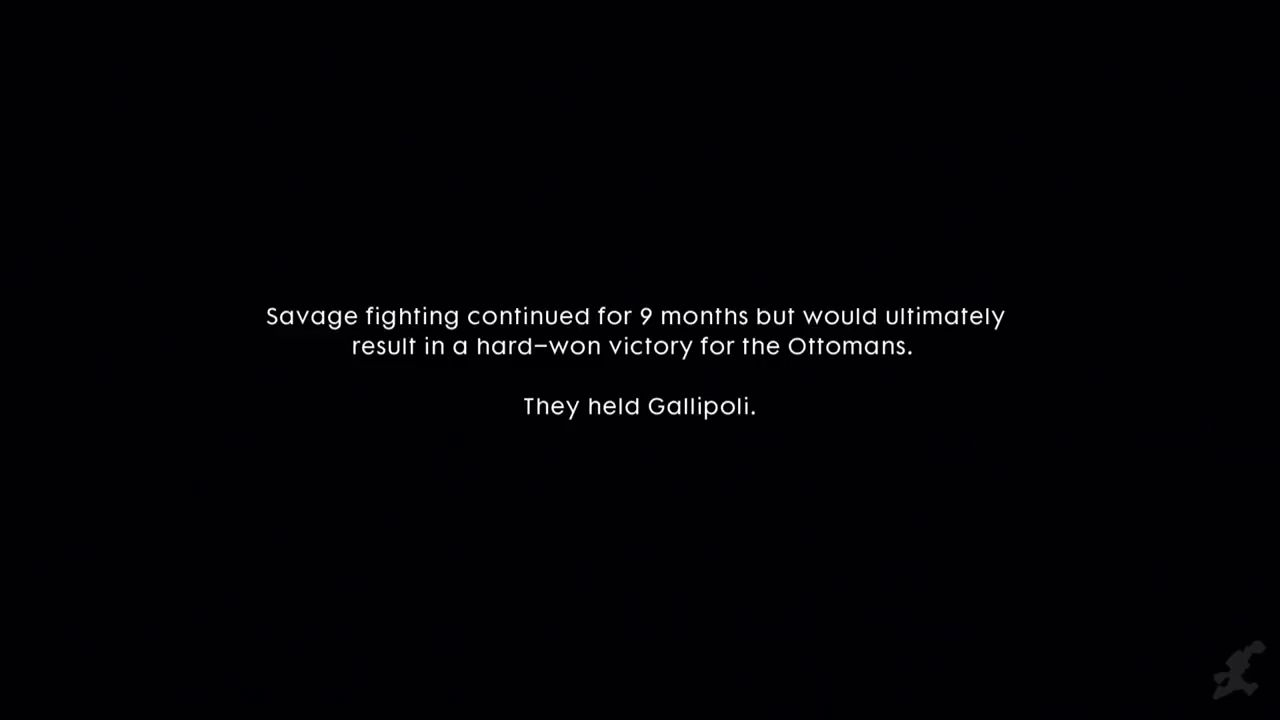 Savage fighting continued for 9 months but would ultimately
result in a hard–won victory for the Ottomans.
They held Gallipoli.